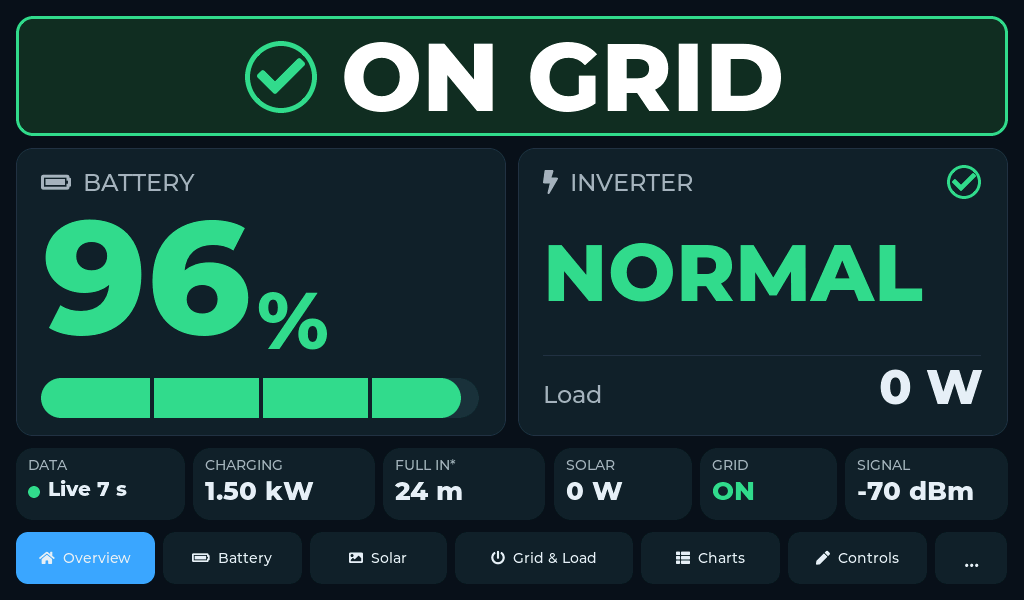 ON GRID
BATTERY
96%
INVERTER
NORMAL
Load 0 W
DATA
Live 7 s
CHARGING
1.50 kW
FULL IN*
24 m
SOLAR
0 W
GRID
ON
SIGNAL
-70 dBm
Overview Battery Solar Grid & Load Charts Controls ...